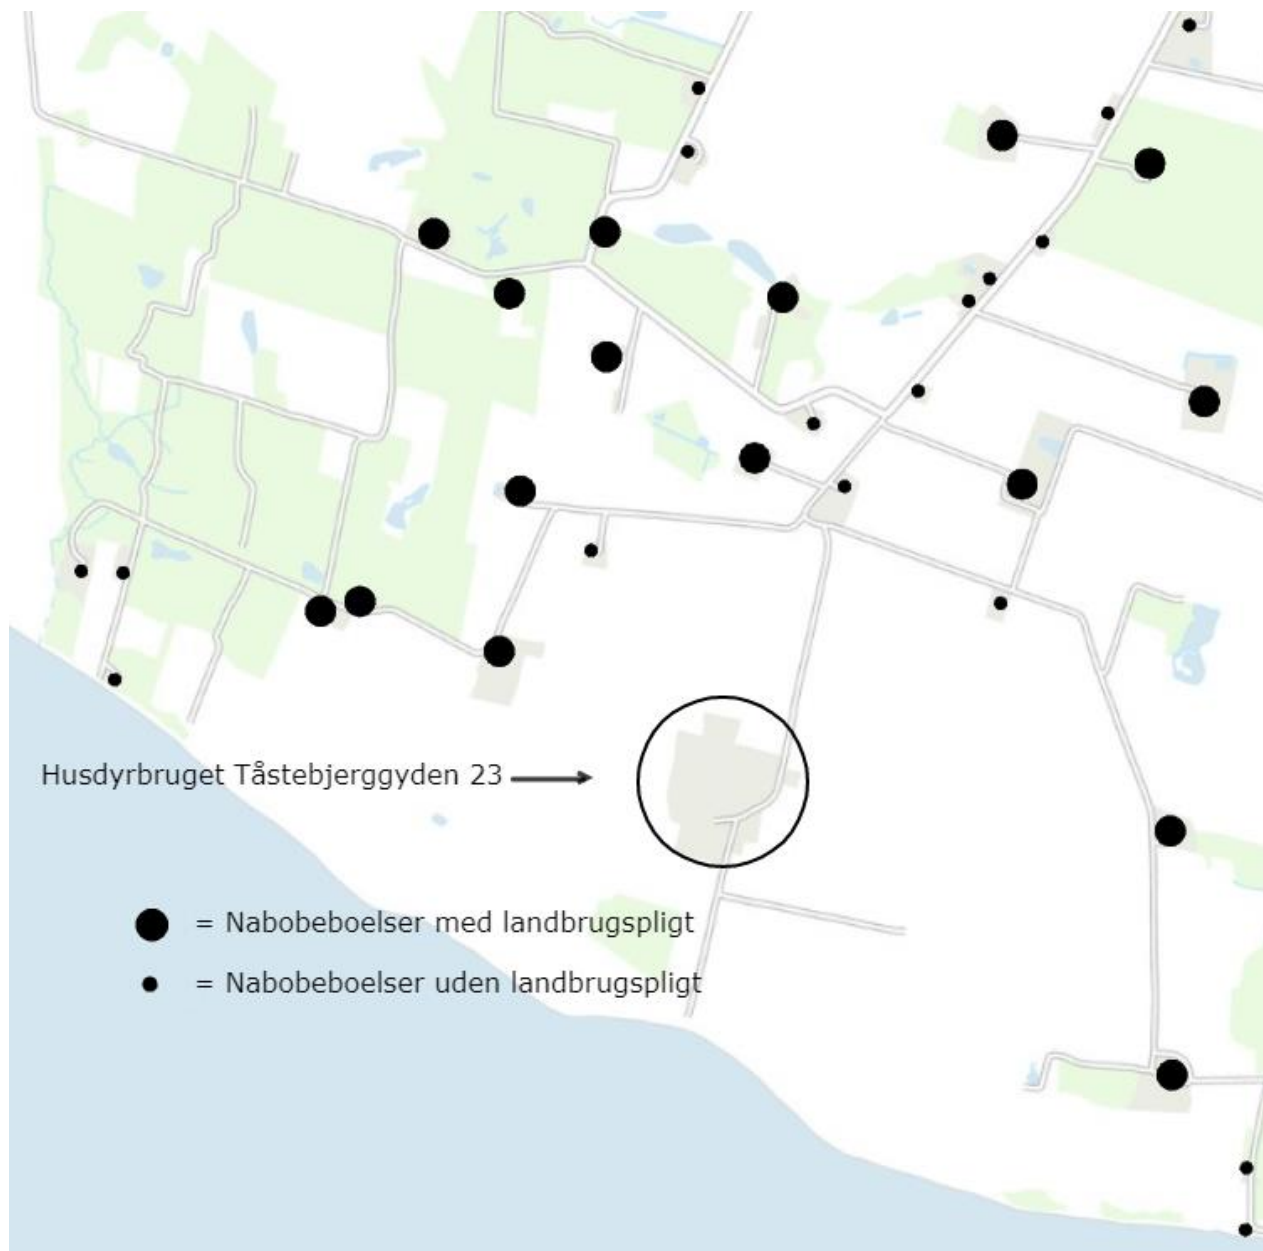 Husdyrbruget Tåstebjerggyden 23
= Nabobeboelser med landbrugspligt
= Nabobeboelser uden landbrugspligt